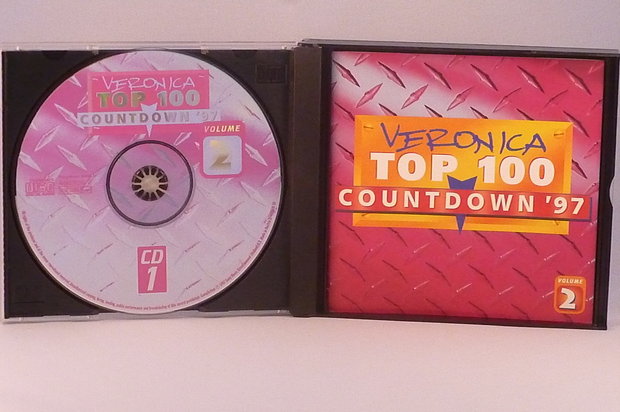 VERONICA
TOP 100
COUNTDOWN '97
VOLUME
2
CD
1
VERONICA
TOP 100
COUNTDOWN '97
VOLUME
2